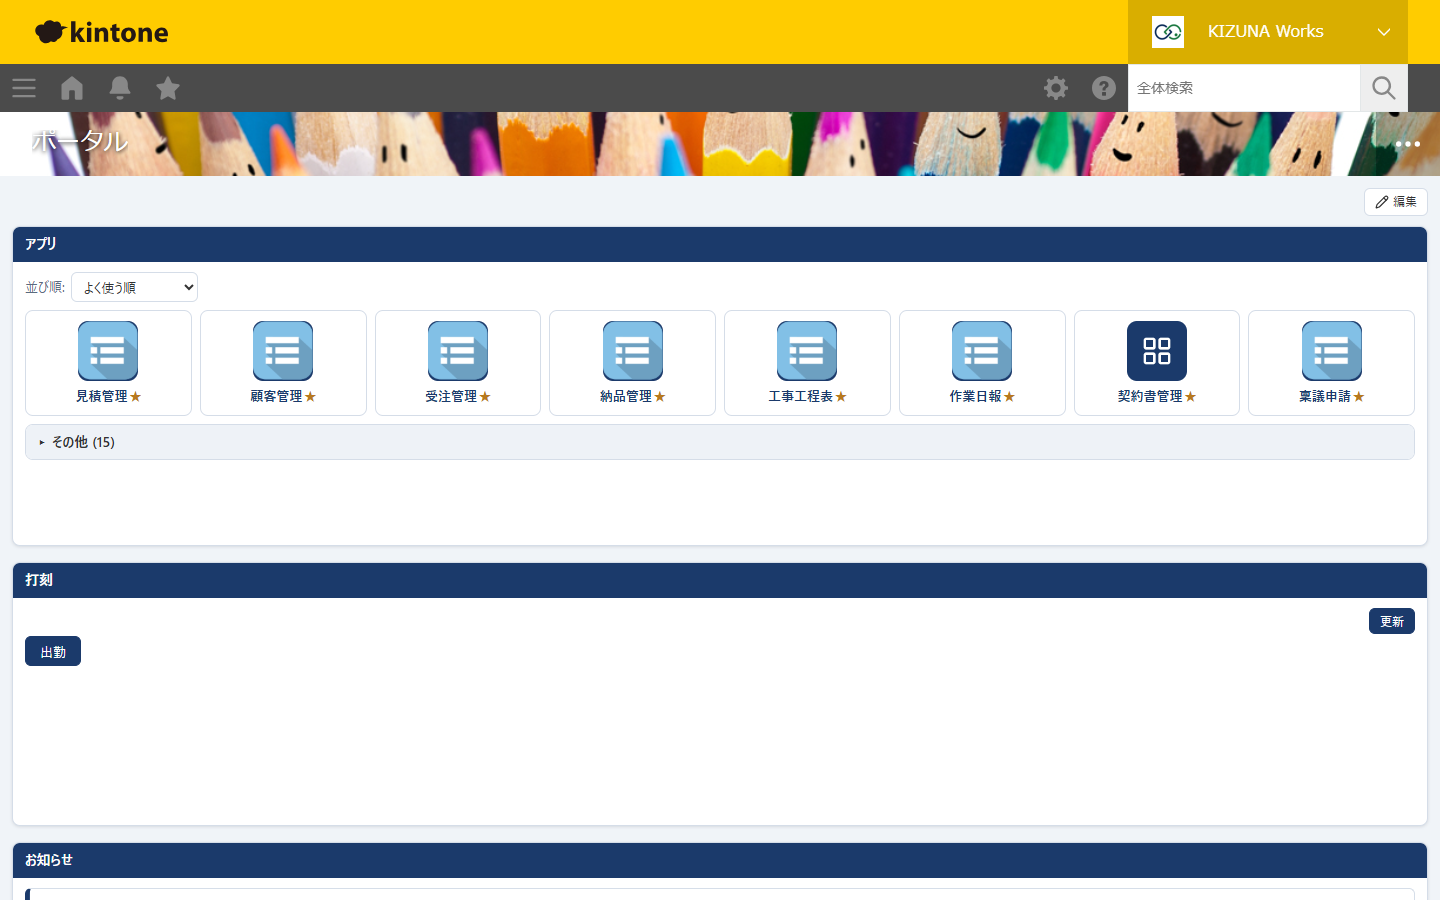 kintone
KIZUNA Works
全体検索
ポータル
編集
アプリ
並び順: よく使う順
見積管理★
顧客管理★
受注管理★
納品管理★
工事工程表★
作業日報★
契約書管理★
稟議申請★
▸ その他 (15)
打刻
更新
出勤
お知らせ